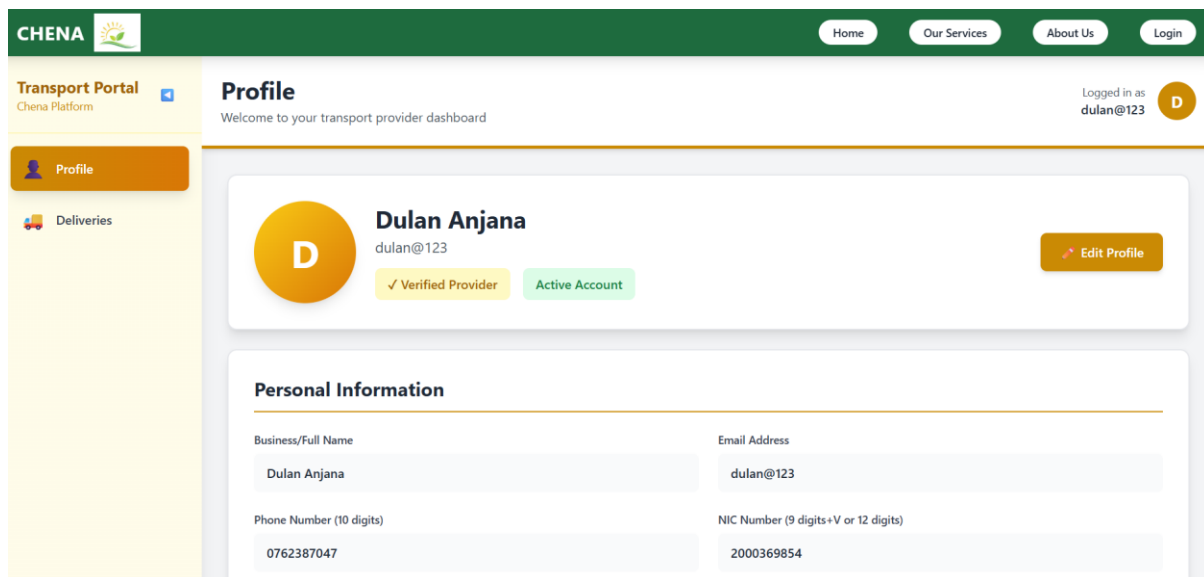 CHENA
Home
Our Services
About Us
Login
Transport Portal
Chena Platform
Profile
Deliveries
Profile
Welcome to your transport provider dashboard
Logged in as
dulan@123
D
D
Dulan Anjana
dulan@123
✓ Verified Provider
Active Account
Edit Profile
Personal Information
Business/Full Name
Dulan Anjana
Email Address
dulan@123
Phone Number (10 digits)
0762387047
NIC Number (9 digits+V or 12 digits)
2000369854